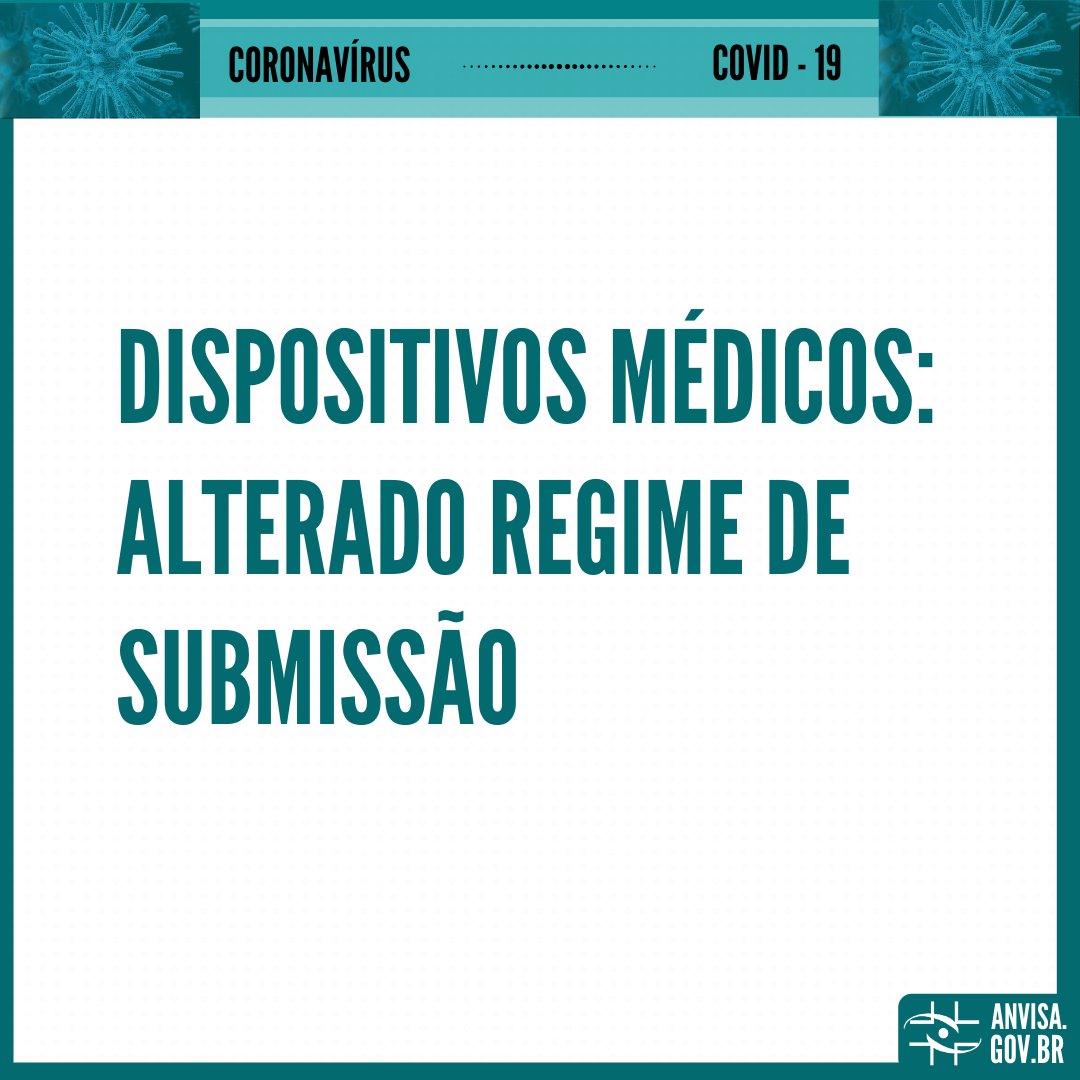 CORONAVÍRUS
COVID - 19
DISPOSITIVOS MÉDICOS:
ALTERADO REGIME DE
SUBMISSÃO
ANVISA.
GOV.BR